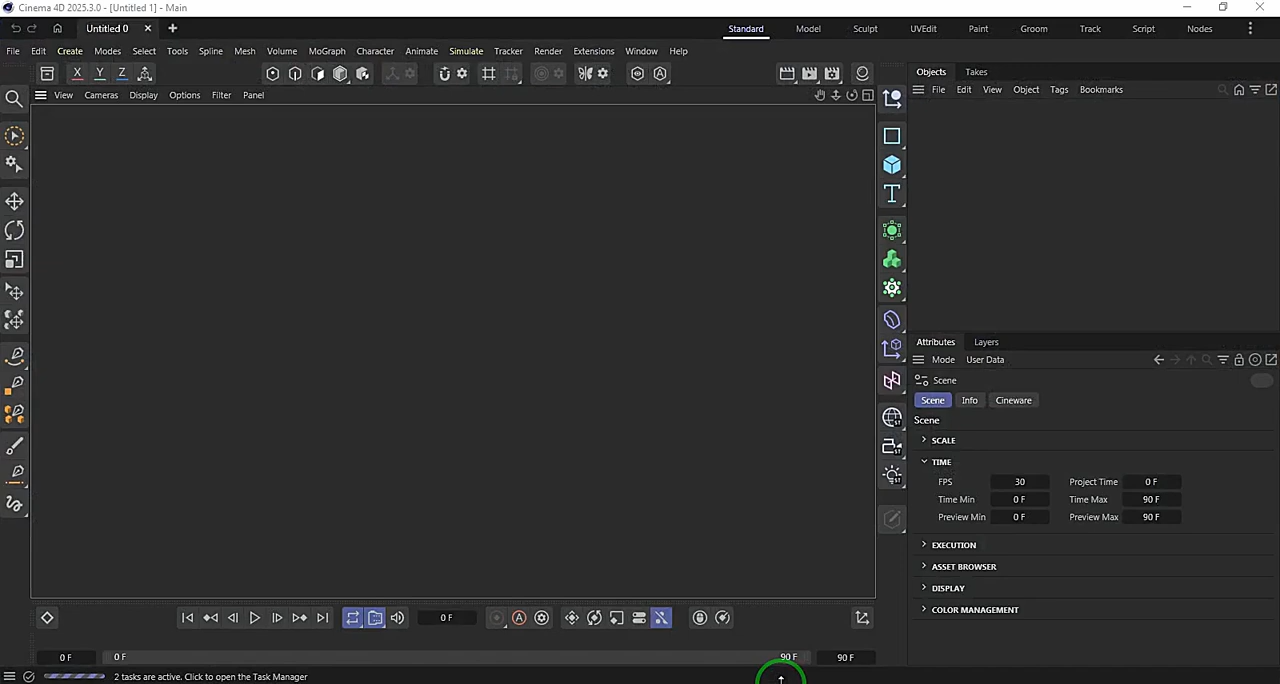 Cinema 4D 2025.3.0 - [Untitled 1] - Main
Untitled 0
Standard Model Sculpt UVEdit Paint Groom Track Script Nodes
File Edit Create Modes Select Tools Spline Mesh Volume MoGraph Character Animate Simulate Tracker Render Extensions Window Help
X Y Z
A
Objects Takes
View Cameras Display Options Filter Panel
File Edit View Object Tags Bookmarks
T
Attributes Layers
Mode User Data
Scene
Scene Info Cineware
Scene
SCALE
TIME
FPS 30 Project Time 0 F
Time Min 0 F Time Max 90 F
Preview Min 0 F Preview Max 90 F
EXECUTION
ASSET BROWSER
DISPLAY
COLOR MANAGEMENT
0 F A
0 F 0 F 90 F 90 F
2 tasks are active. Click to open the Task Manager